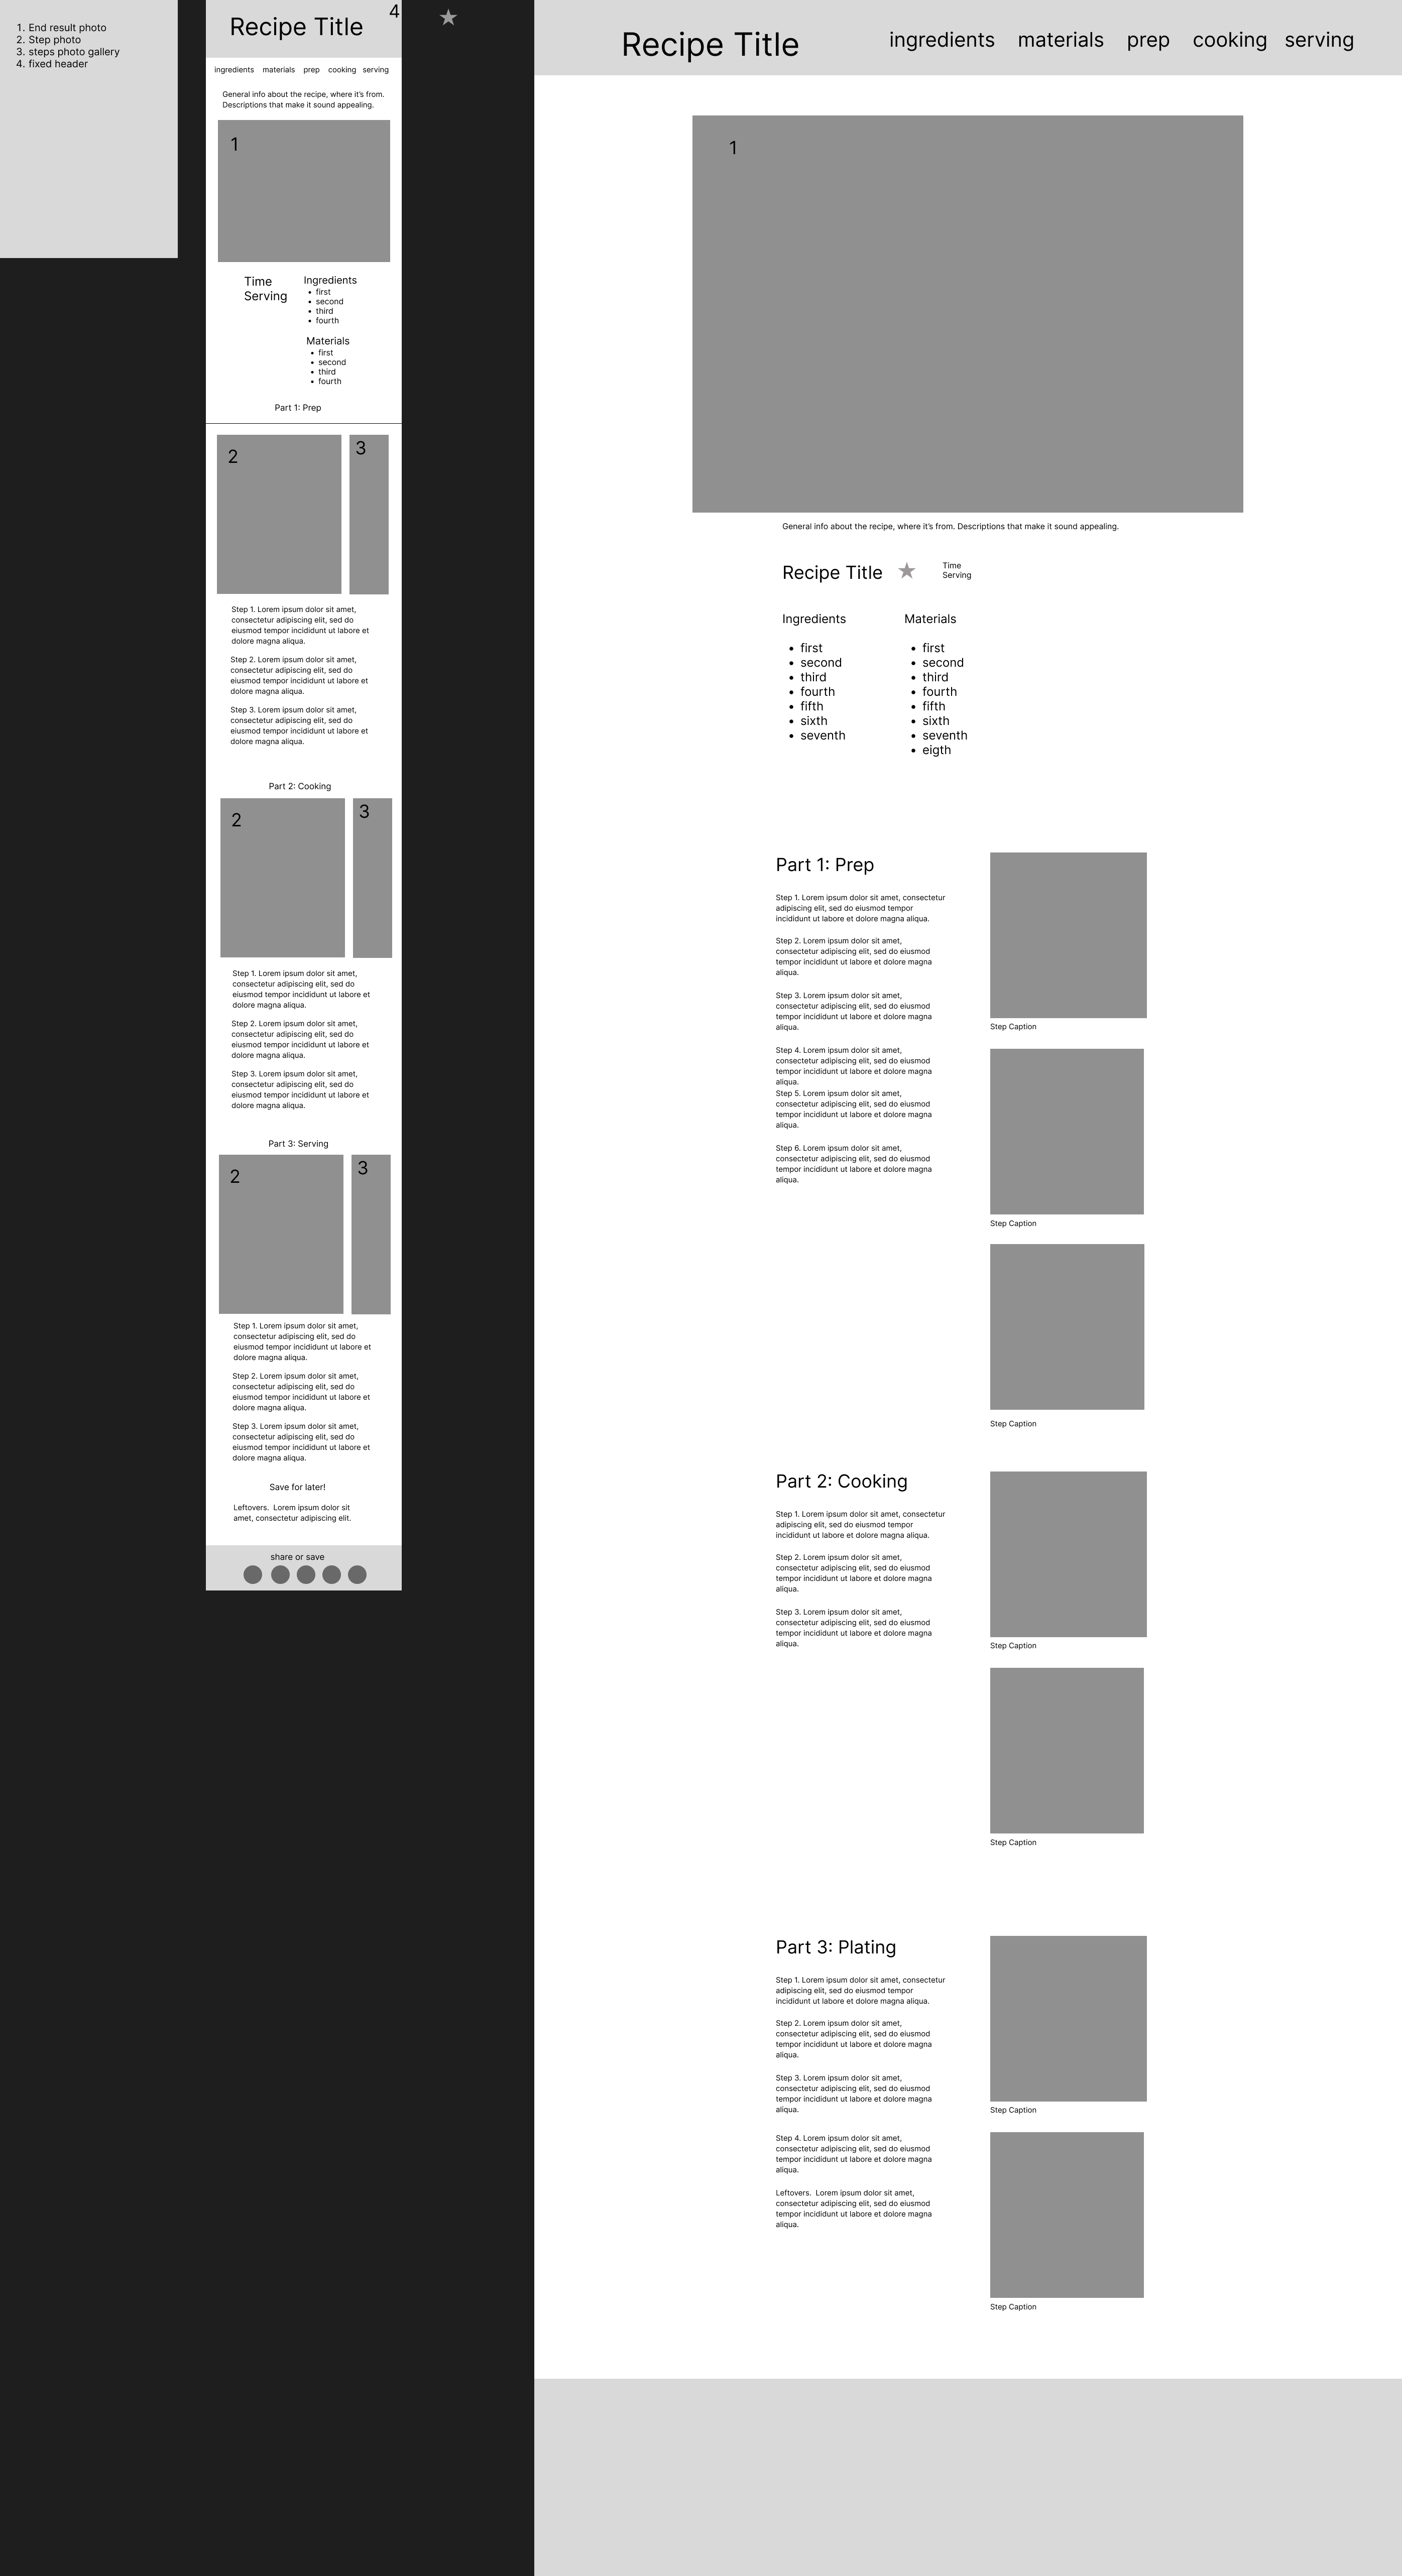 1. End result photo
2. Step photo
3. steps photo gallery
4. fixed header
4
Recipe Title
ingredients materials prep cooking serving
General info about the recipe, where it's from.
Descriptions that make it sound appealing.
1
Time
Serving
Ingredients
• first
• second
• third
• fourth
Materials
• first
• second
• third
• fourth
Part 1: Prep
2
3
Step 1. Lorem ipsum dolor sit amet,
consectetur adipiscing elit, sed do
eiusmod tempor incididunt ut labore et
dolore magna aliqua.
Step 2. Lorem ipsum dolor sit amet,
consectetur adipiscing elit, sed do
eiusmod tempor incididunt ut labore et
dolore magna aliqua.
Step 3. Lorem ipsum dolor sit amet,
consectetur adipiscing elit, sed do
eiusmod tempor incididunt ut labore et
dolore magna aliqua.
Part 2: Cooking
2
3
Step 1. Lorem ipsum dolor sit amet,
consectetur adipiscing elit, sed do
eiusmod tempor incididunt ut labore et
dolore magna aliqua.
Step 2. Lorem ipsum dolor sit amet,
consectetur adipiscing elit, sed do
eiusmod tempor incididunt ut labore et
dolore magna aliqua.
Step 3. Lorem ipsum dolor sit amet,
consectetur adipiscing elit, sed do
eiusmod tempor incididunt ut labore et
dolore magna aliqua.
Part 3: Serving
2
3
Step 1. Lorem ipsum dolor sit amet,
consectetur adipiscing elit, sed do
eiusmod tempor incididunt ut labore et
dolore magna aliqua.
Step 2. Lorem ipsum dolor sit amet,
consectetur adipiscing elit, sed do
eiusmod tempor incididunt ut labore et
dolore magna aliqua.
Step 3. Lorem ipsum dolor sit amet,
consectetur adipiscing elit, sed do
eiusmod tempor incididunt ut labore et
dolore magna aliqua.
Save for later!
Leftovers. Lorem ipsum dolor sit
amet, consectetur adipiscing elit.
share or save
Recipe Title
ingredients materials prep cooking serving
1
General info about the recipe, where it's from. Descriptions that make it sound appealing.
Recipe Title
Time
Serving
Ingredients
• first
• second
• third
• fourth
• fifth
• sixth
• seventh
Materials
• first
• second
• third
• fourth
• fifth
• sixth
• seventh
• eigth
Part 1: Prep
Step 1. Lorem ipsum dolor sit amet, consectetur
adipiscing elit, sed do eiusmod tempor
incididunt ut labore et dolore magna aliqua.
Step 2. Lorem ipsum dolor sit amet,
consectetur adipiscing elit, sed do eiusmod
tempor incididunt ut labore et dolore magna
aliqua.
Step 3. Lorem ipsum dolor sit amet,
consectetur adipiscing elit, sed do eiusmod
tempor incididunt ut labore et dolore magna
aliqua.
Step 4. Lorem ipsum dolor sit amet,
consectetur adipiscing elit, sed do eiusmod
tempor incididunt ut labore et dolore magna
aliqua.
Step 5. Lorem ipsum dolor sit amet,
consectetur adipiscing elit, sed do eiusmod
tempor incididunt ut labore et dolore magna
aliqua.
Step 6. Lorem ipsum dolor sit amet,
consectetur adipiscing elit, sed do eiusmod
tempor incididunt ut labore et dolore magna
aliqua.
Step Caption
Step Caption
Step Caption
Part 2: Cooking
Step 1. Lorem ipsum dolor sit amet, consectetur
adipiscing elit, sed do eiusmod tempor
incididunt ut labore et dolore magna aliqua.
Step 2. Lorem ipsum dolor sit amet,
consectetur adipiscing elit, sed do eiusmod
tempor incididunt ut labore et dolore magna
aliqua.
Step 3. Lorem ipsum dolor sit amet,
consectetur adipiscing elit, sed do eiusmod
tempor incididunt ut labore et dolore magna
aliqua.
Step Caption
Step Caption
Part 3: Plating
Step 1. Lorem ipsum dolor sit amet, consectetur
adipiscing elit, sed do eiusmod tempor
incididunt ut labore et dolore magna aliqua.
Step 2. Lorem ipsum dolor sit amet,
consectetur adipiscing elit, sed do eiusmod
tempor incididunt ut labore et dolore magna
aliqua.
Step 3. Lorem ipsum dolor sit amet,
consectetur adipiscing elit, sed do eiusmod
tempor incididunt ut labore et dolore magna
aliqua.
Step 4. Lorem ipsum dolor sit amet,
consectetur adipiscing elit, sed do eiusmod
tempor incididunt ut labore et dolore magna
aliqua.
Leftovers. Lorem ipsum dolor sit amet,
consectetur adipiscing elit, sed do eiusmod
tempor incididunt ut labore et dolore magna
aliqua.
Step Caption
Step Caption